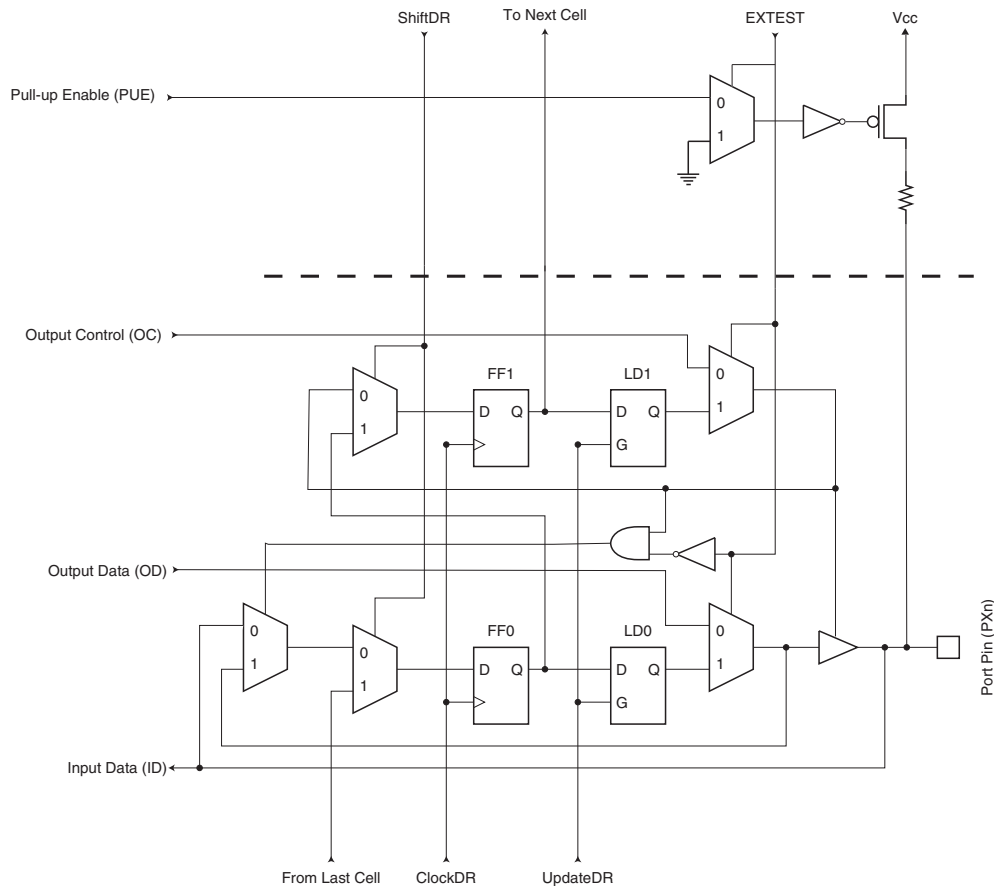 ShiftDR
To Next Cell
EXTEST
Vcc
Pull-up Enable (PUE)
0
1
Output Control (OC)
FF1
LD1
0
1
D Q
D Q
G
0
1
Output Data (OD)
FF0
LD0
0
1
0
1
D Q
D Q
G
0
1
Port Pin (PXn)
Input Data (ID)
From Last Cell
ClockDR
UpdateDR